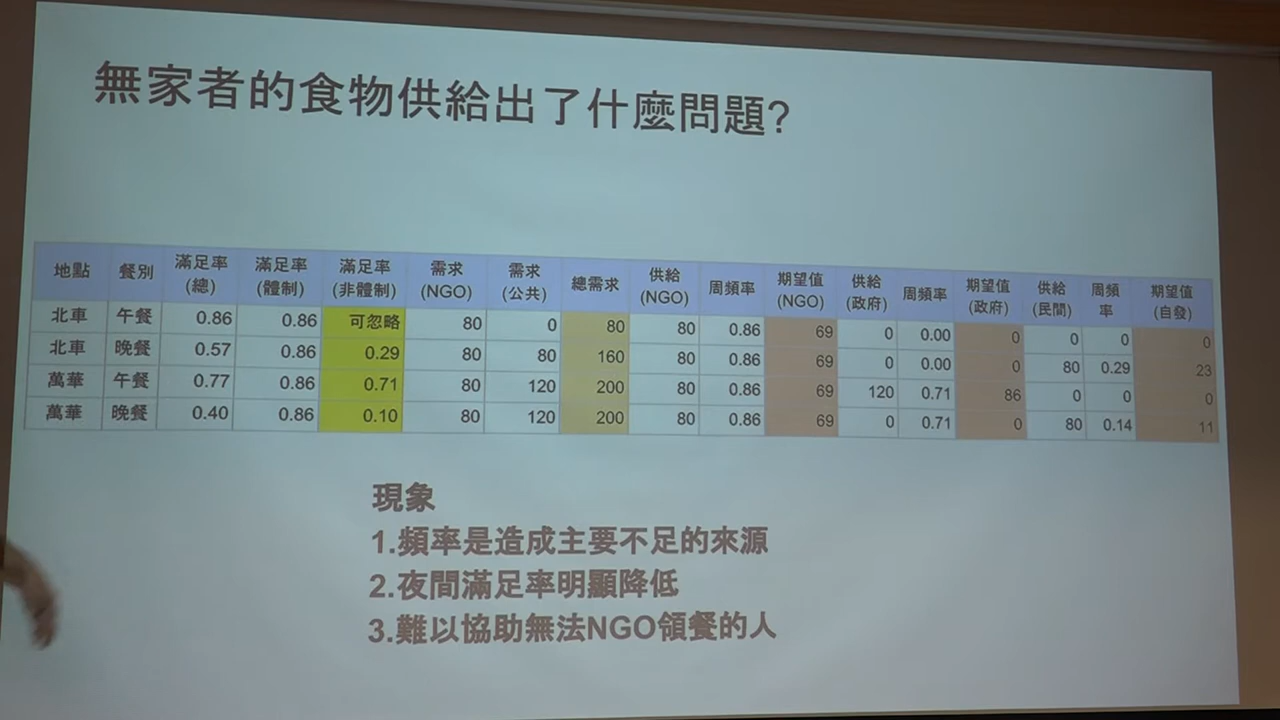 無家者的食物供給出了什麼問題?
地點 餐別 滿足率(總) 滿足率(體制) 滿足率(非體制) 需求(NGO) 需求(公共) 總需求 供給(NGO) 周頻率 期望值(NGO) 供給(政府) 周頻率 期望值(政府) 供給(民間) 周頻率 期望值(自發)
北車 午餐 0.86 0.86 可忽略 80 0 80 80 0.86 69 0 0.00 0 0 0 0
北車 晚餐 0.57 0.86 0.29 80 80 160 80 0.86 69 0 0.00 0 80 0.29 23
萬華 午餐 0.77 0.86 0.71 80 120 200 80 0.86 69 120 0.71 86 0 0 0
萬華 晚餐 0.40 0.86 0.10 80 120 200 80 0.86 69 0 0.71 0 80 0.14 11
現象
1.頻率是造成主要不足的來源
2.夜間滿足率明顯降低
3.難以協助無法NGO領餐的人